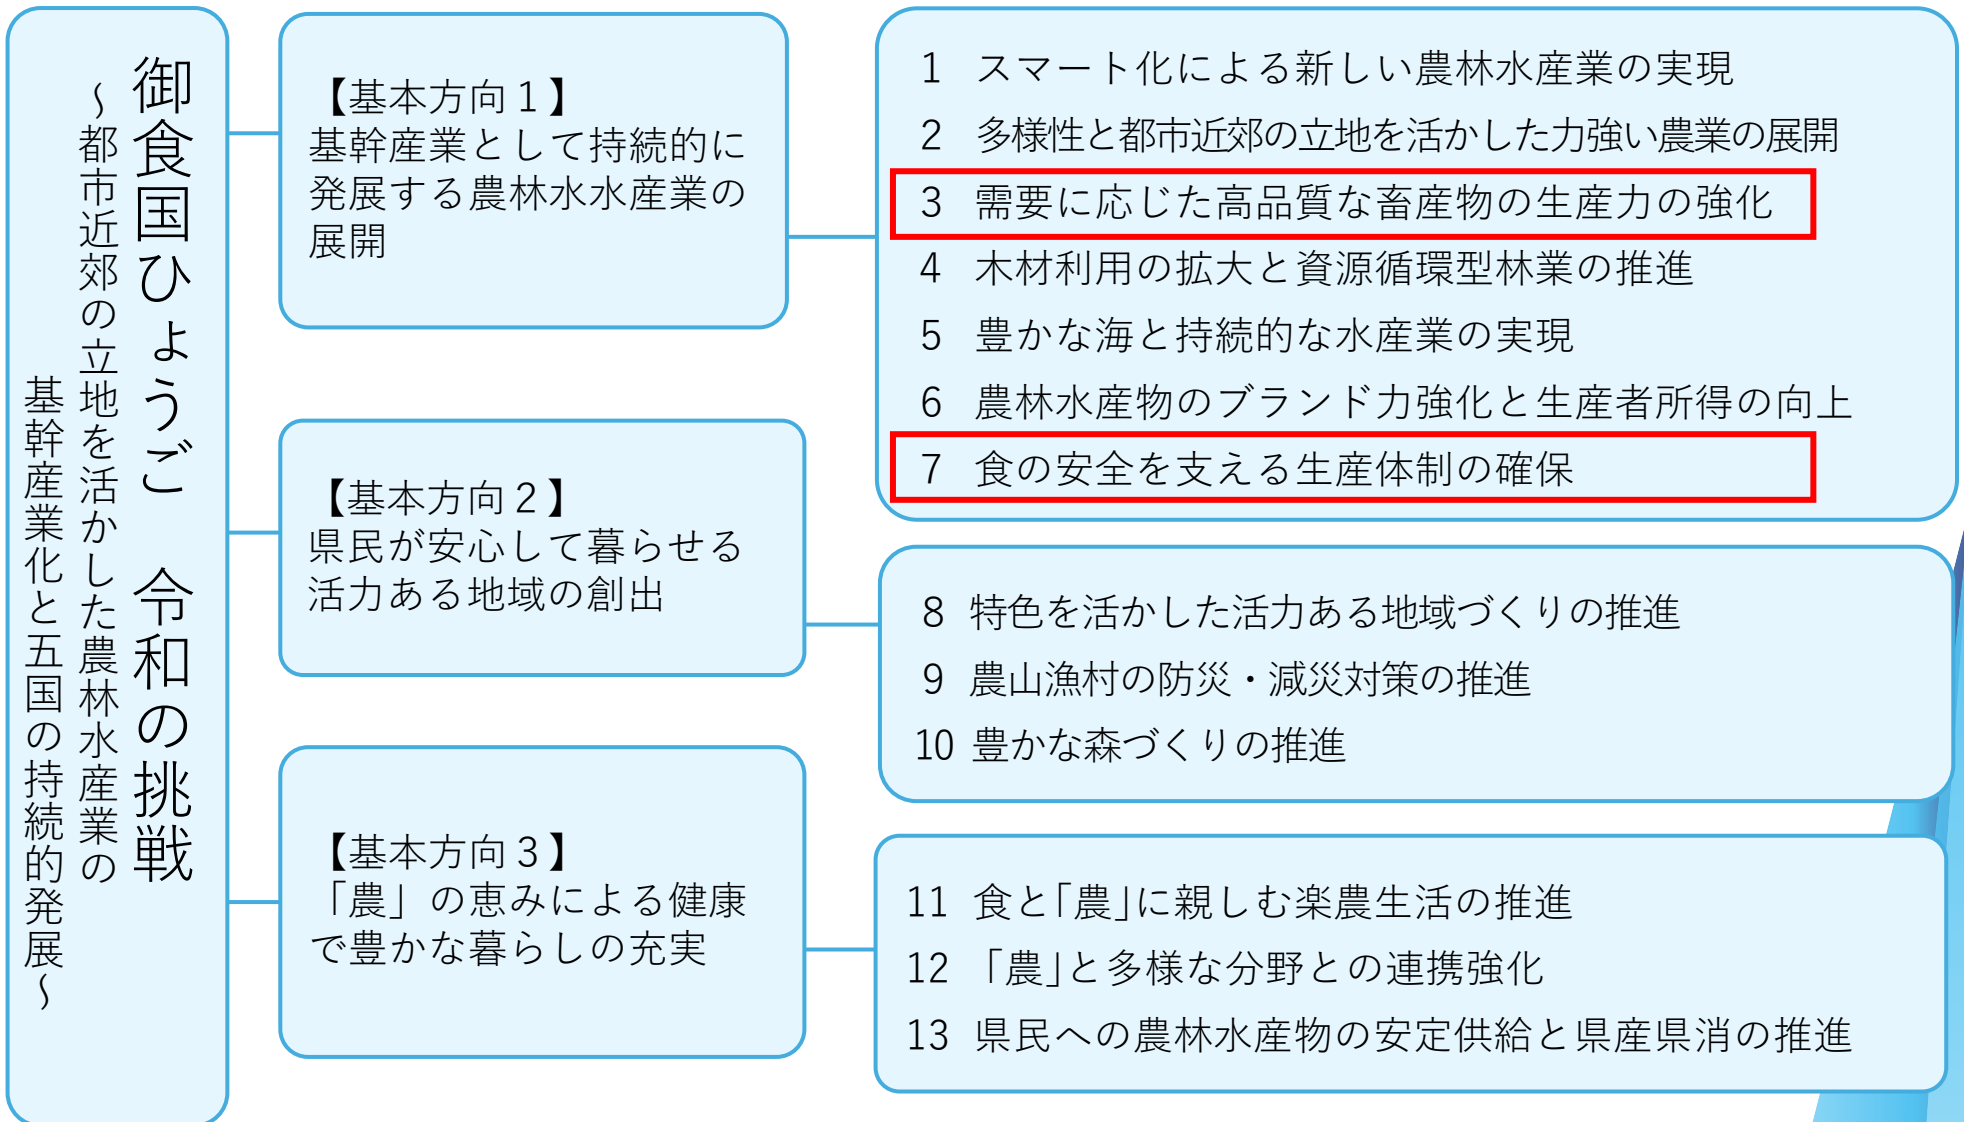 御食国ひょうご　令和の挑戦
～都市近郊の立地を活かした農林水産業の
基幹産業化と五国の持続的発展～
【基本方向１】
基幹産業として持続的に
発展する農林水水産業の
展開
1 スマート化による新しい農林水産業の実現
2 多様性と都市近郊の立地を活かした力強い農業の展開
3 需要に応じた高品質な畜産物の生産力の強化
4 木材利用の拡大と資源循環型林業の推進
5 豊かな海と持続的な水産業の実現
6 農林水産物のブランド力強化と生産者所得の向上
7 食の安全を支える生産体制の確保
【基本方向２】
県民が安心して暮らせる
活力ある地域の創出
8 特色を活かした活力ある地域づくりの推進
9 農山漁村の防災・減災対策の推進
10 豊かな森づくりの推進
【基本方向３】
「農」の恵みによる健康
で豊かな暮らしの充実
11 食と「農」に親しむ楽農生活の推進
12 「農」と多様な分野との連携強化
13 県民への農林水産物の安定供給と県産県消の推進